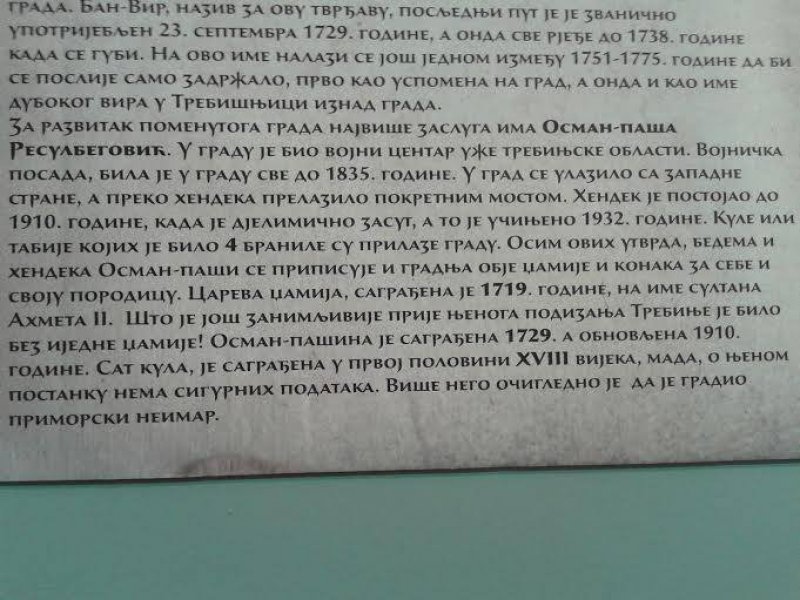 ГРАДА. БАН-ВИР, НАЗИВ ЗА ОВУ ТВРЂАВУ, ПОСЉЕДЊИ ПУТ ЈЕ ЈЕ ЗВАНИЧНО
УПОТРИЈЕБЉЕН 23. СЕПТЕМБРА 1729. ГОДИНЕ, А ОНДА СВЕ РЈЕЂЕ ДО 1738. ГОДИНЕ
КАДА СЕ ГУБИ. НА ОВО ИМЕ НАЛАЗИ СЕ ЈОШ ЈЕДНОМ ИЗМЕЂУ 1751-1775. ГОДИНЕ ДА БИ
СЕ ПОСЛИЈЕ САМО ЗАДРЖАЛО, ПРВО КАО УСПОМЕНА НА ГРАД, А ОНДА И КАО ИМЕ
ДУБОКОГ ВИРА У ТРЕБИШЊИЦИ ИЗНАД ГРАДА.
ЗА РАЗВИТАК ПОМЕНУТОГА ГРАДА НАЈВИШЕ ЗАСЛУГА ИМА ОСМАН-ПАША
РЕСУЛБЕГОВИЋ. У ГРАДУ ЈЕ БИО ВОЈНИ ЦЕНТАР УЖЕ ТРЕБИЊСКЕ ОБЛАСТИ. ВОЈНИЧКА
ПОСАДА, БИЛА ЈЕ У ГРАДУ СВЕ ДО 1835. ГОДИНЕ. У ГРАД СЕ УЛАЗИЛО СА ЗАПАДНЕ
СТРАНЕ, А ПРЕКО ХЕНДЕКА ПРЕЛАЗИЛО ПОКРЕТНИМ МОСТОМ. ХЕНДЕК ЈЕ ПОСТОЈАО ДО
1910. ГОДИНЕ, КАДА ЈЕ ДЈЕЛИМИЧНО ЗАСУТ, А ТО ЈЕ УЧИЊЕНО 1932. ГОДИНЕ. КУЛЕ ИЛИ
ТАБИЈЕ КОЈИХ ЈЕ БИЛО 4 БРАНИЛЕ СУ ПРИЛАЗЕ ГРАДУ. ОСИМ ОВИХ УТВРДА, БЕДЕМА И
ХЕНДЕКА ОСМАН-ПАШИ СЕ ПРИПИСУЈЕ И ГРАДЊА ОБЈЕ ЏАМИЈЕ И КОНАКА ЗА СЕБЕ И
СВОЈУ ПОРОДИЦУ. ЦАРЕВА ЏАМИЈА, САГРАЂЕНА ЈЕ 1719. ГОДИНЕ, НА ИМЕ СУЛТАНА
АХМЕТА II. ШТО ЈЕ ЈОШ ЗАНИМЉИВИЈЕ ПРИЈЕ ЊЕНОГА ПОДИЗАЊА ТРЕБИЊЕ ЈЕ БИЛО
БЕЗ ИЈЕДНЕ ЏАМИЈЕ! ОСМАН-ПАШИНА ЈЕ САГРАЂЕНА 1729. А ОБНОВЉЕНА 1910.
ГОДИНЕ. САТ КУЛА, ЈЕ САГРАЂЕНА У ПРВОЈ ПОЛОВИНИ XVIII ВИЈЕКА, МАДА, О ЊЕНОМ
ПОСТАНКУ НЕМА СИГУРНИХ ПОДАТАКА. ВИШЕ НЕГО ОЧИГЛЕДНО ЈЕ ДА ЈЕ ГРАДИО
ПРИМОРСКИ НЕИМАР.